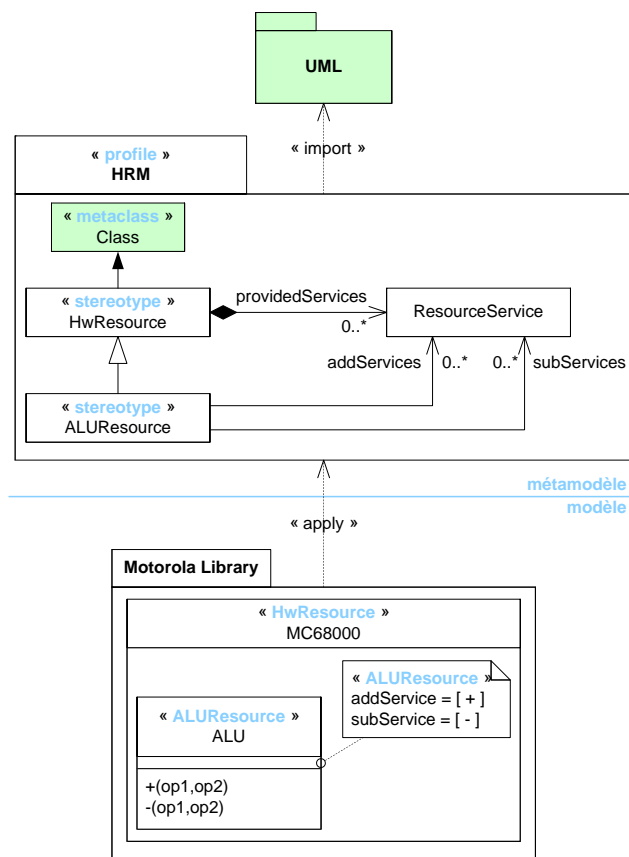 UML
« import »
« profile »
HRM
« metaclass »
Class
« stereotype »
HwResource
providedServices
0..*
ResourceService
addServices
0..*
0..*
subServices
« stereotype »
ALUResource
métamodèle
modèle
« apply »
Motorola Library
« HwResource »
MC68000
« ALUResource »
addService = [ + ]
subService = [ - ]
« ALUResource »
ALU
+(op1,op2)
-(op1,op2)